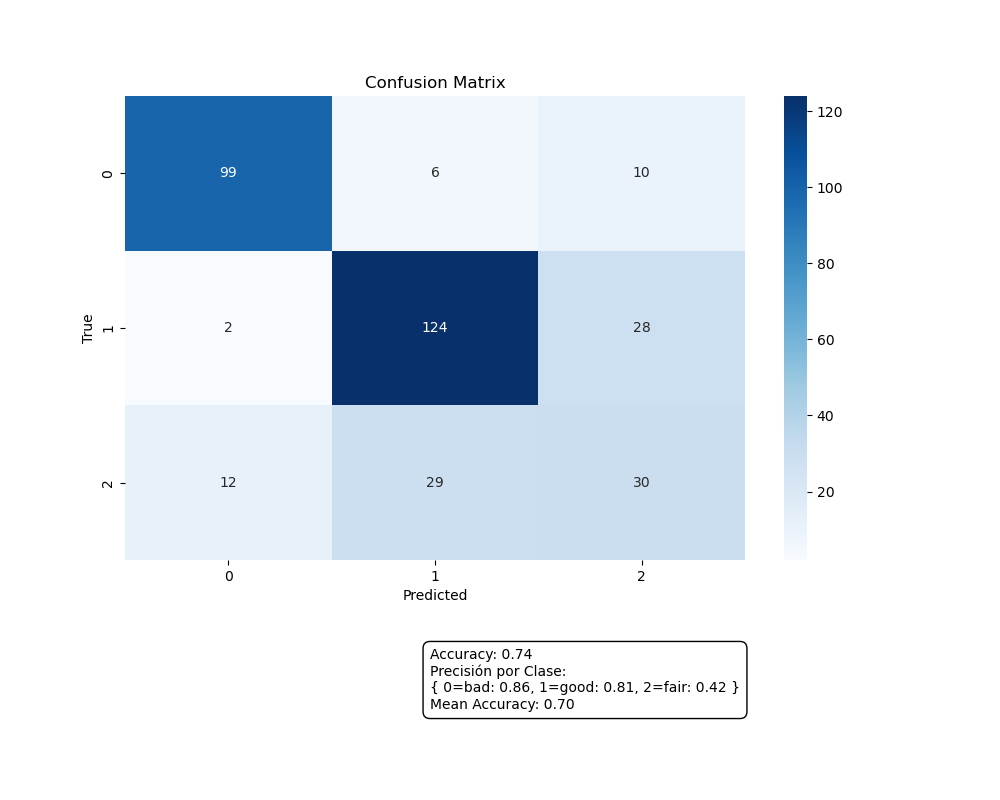 Confusion Matrix
0 99 6 10
1 2 124 28
2 12 29 30
0 1 2
True
Predicted
120
100
80
60
40
20
Accuracy: 0.74
Precisión por Clase:
{ 0=bad: 0.86, 1=good: 0.81, 2=fair: 0.42 }
Mean Accuracy: 0.70